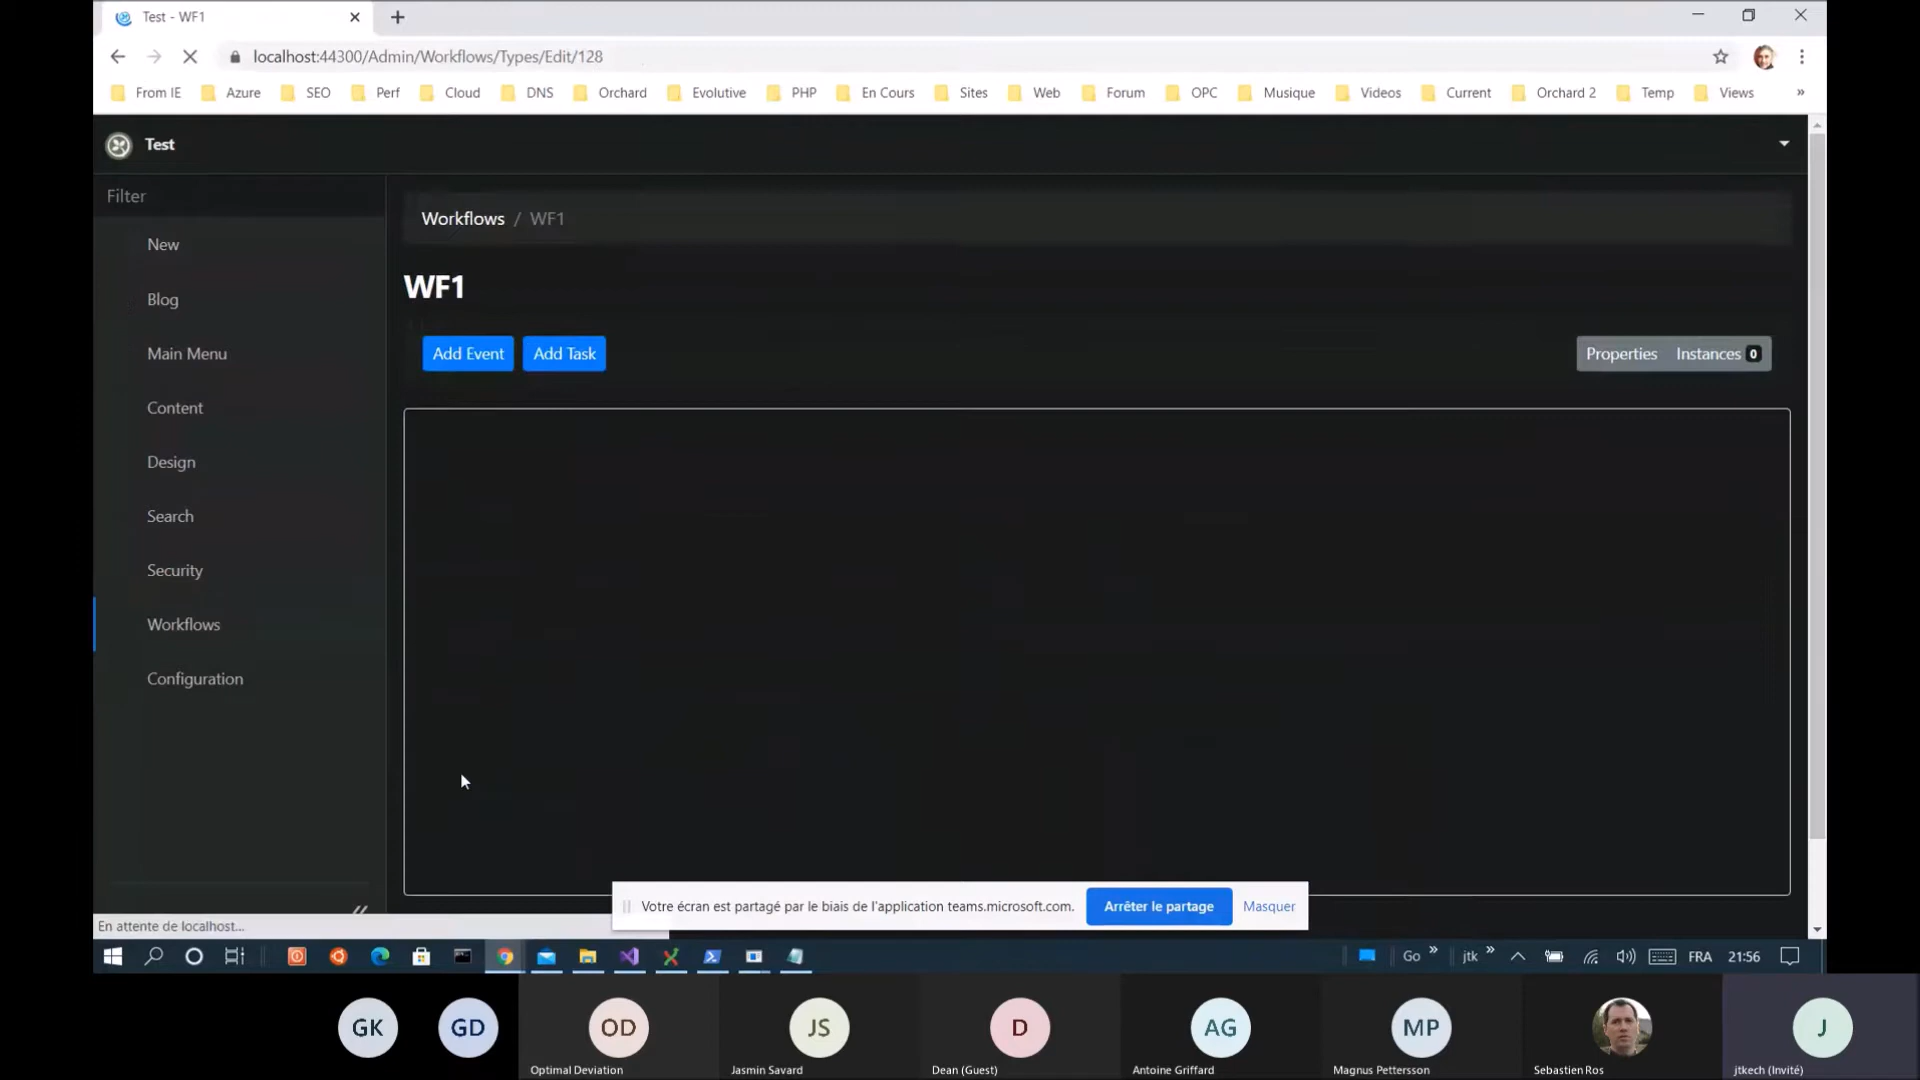 Test - WF1
localhost:44300/Admin/Workflows/Types/Edit/128
From IE Azure SEO Perf Cloud DNS Orchard Evolutive PHP En Cours Sites Web Forum OPC Musique Videos Current Orchard 2 Temp Views »
Test
Filter
New
Blog
Main Menu
Content
Design
Search
Security
Workflows
Configuration
Workflows / WF1
WF1
Add Event Add Task Properties Instances 0
En attente de localhost...
Votre écran est partagé par le biais de l'application teams.microsoft.com. Arrêter le partage Masquer
Go » jtk » FRA 21:56
GK GD OD JS D AG MP J
Optimal Deviation Jasmin Savard Dean (Guest) Antoine Griffard Magnus Pettersson Sebastien Ros jtkech (Invité)